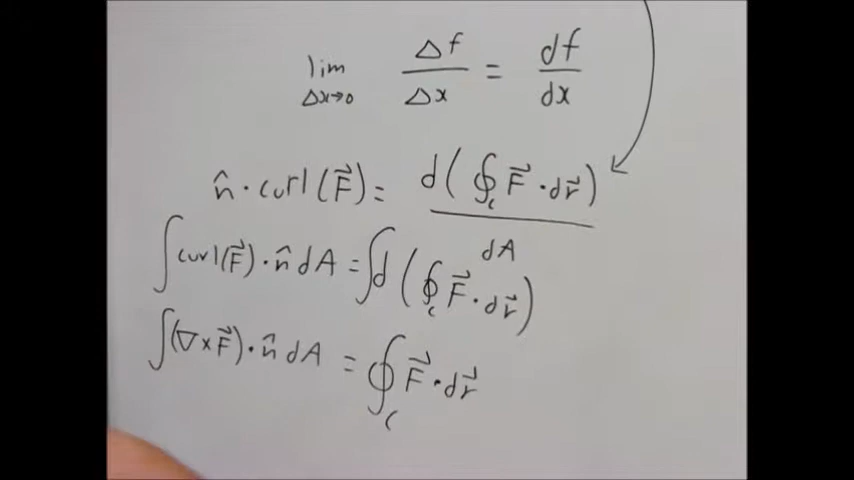 lim Δx→0 Δf/Δx = df/dx
n̂ · curl(F⃗) = d(∮_C F⃗ · dr⃗)/dA
∫ curl(F⃗) · n̂ dA = ∫ d(∮_C F⃗ · dr⃗)
∫(∇×F⃗) · n̂ dA = ∮_C F⃗ · dr⃗